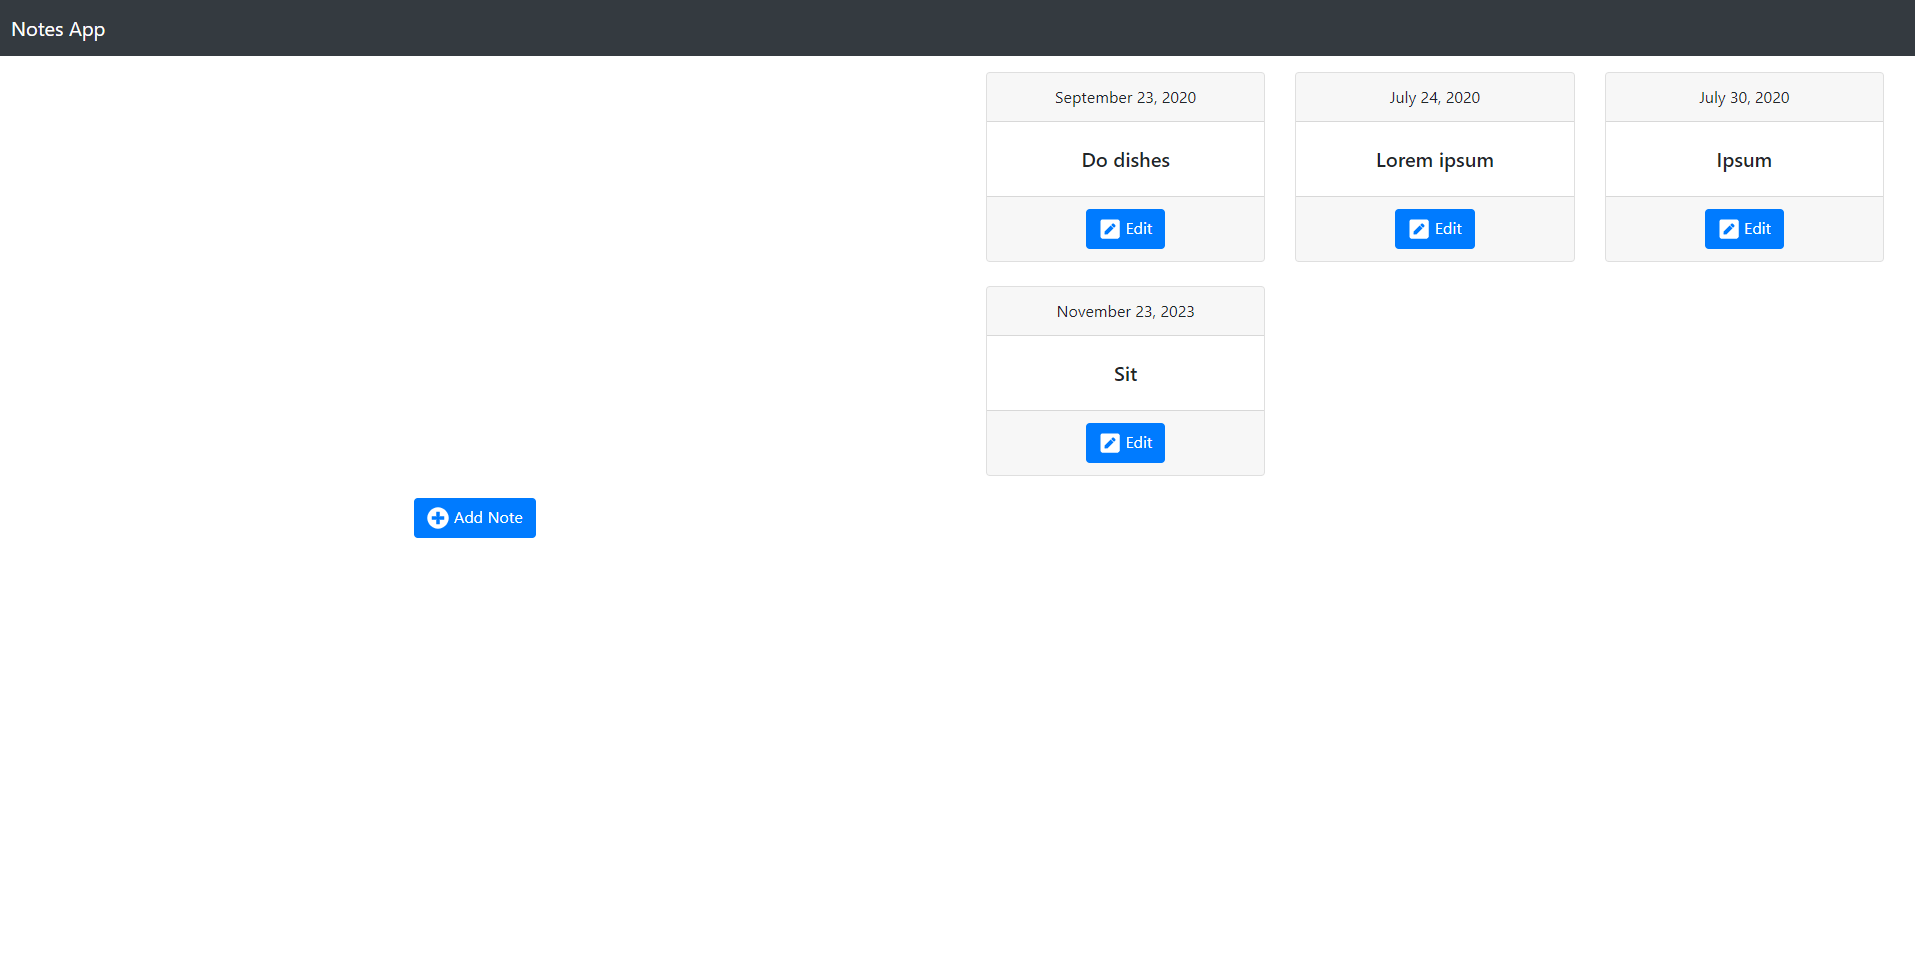 Notes App
September 23, 2020
Do dishes
Edit
July 24, 2020
Lorem ipsum
Edit
July 30, 2020
Ipsum
Edit
November 23, 2023
Sit
Edit
Add Note